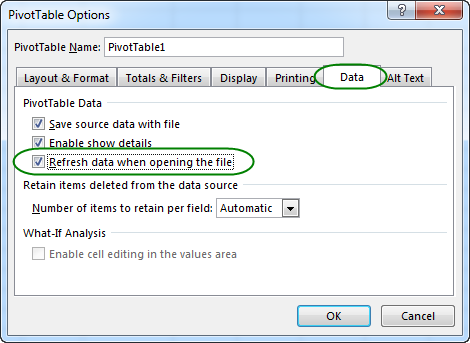 PivotTable Options
PivotTable Name: PivotTable1
Layout & Format Totals & Filters Display Printing Data Alt Text
PivotTable Data
Save source data with file
Enable show details
Refresh data when opening the file
Retain items deleted from the data source
Number of items to retain per field: Automatic
What-If Analysis
Enable cell editing in the values area
OK Cancel